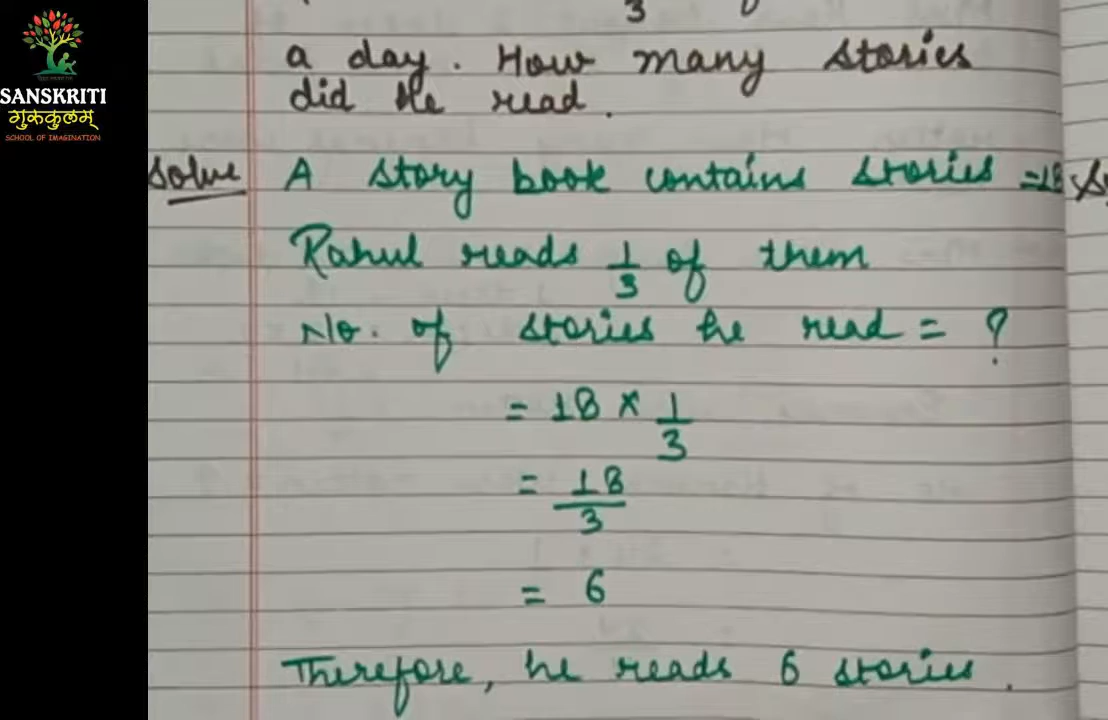 SANSKRITI
गुरुकुलम्
SCHOOL OF IMAGINATION
3
a day. How many stories
did he read.
Solve A story book contains stories =18
Rahul reads 1/3 of them
No. of stories he read = ?
= 18 × 1/3
= 18/3
= 6
Therefore, he reads 6 stories.